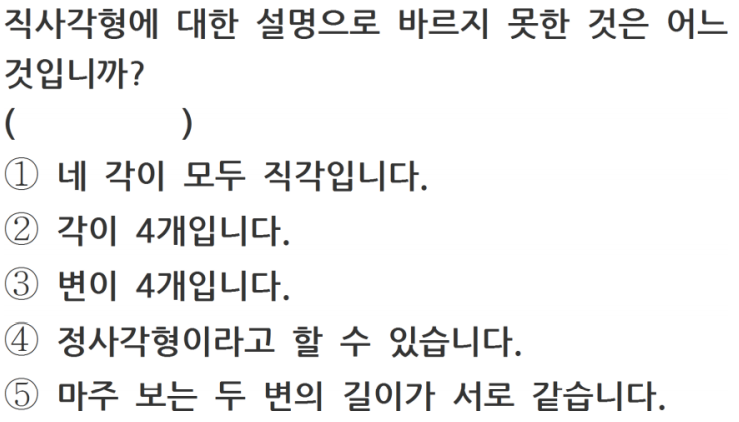 직사각형에 대한 설명으로 바르지 못한 것은 어느
것입니까?
(          )
① 네 각이 모두 직각입니다.
② 각이 4개입니다.
③ 변이 4개입니다.
④ 정사각형이라고 할 수 있습니다.
⑤ 마주 보는 두 변의 길이가 서로 같습니다.